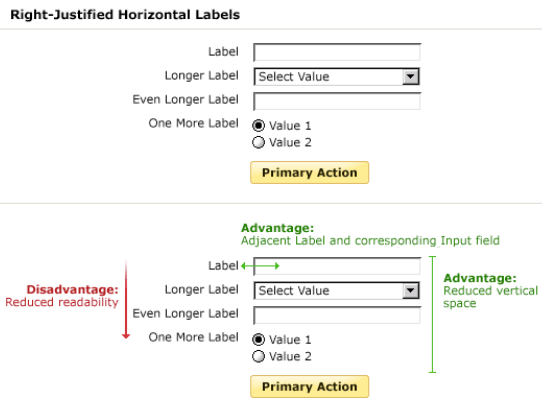 Right-Justified Horizontal Labels
Label
Longer Label
Select Value
Even Longer Label
One More Label
Value 1
Value 2
Primary Action
Advantage:
Adjacent Label and corresponding Input field
Label
Disadvantage:
Reduced readability
Longer Label
Select Value
Even Longer Label
One More Label
Value 1
Value 2
Advantage:
Reduced vertical
space
Primary Action